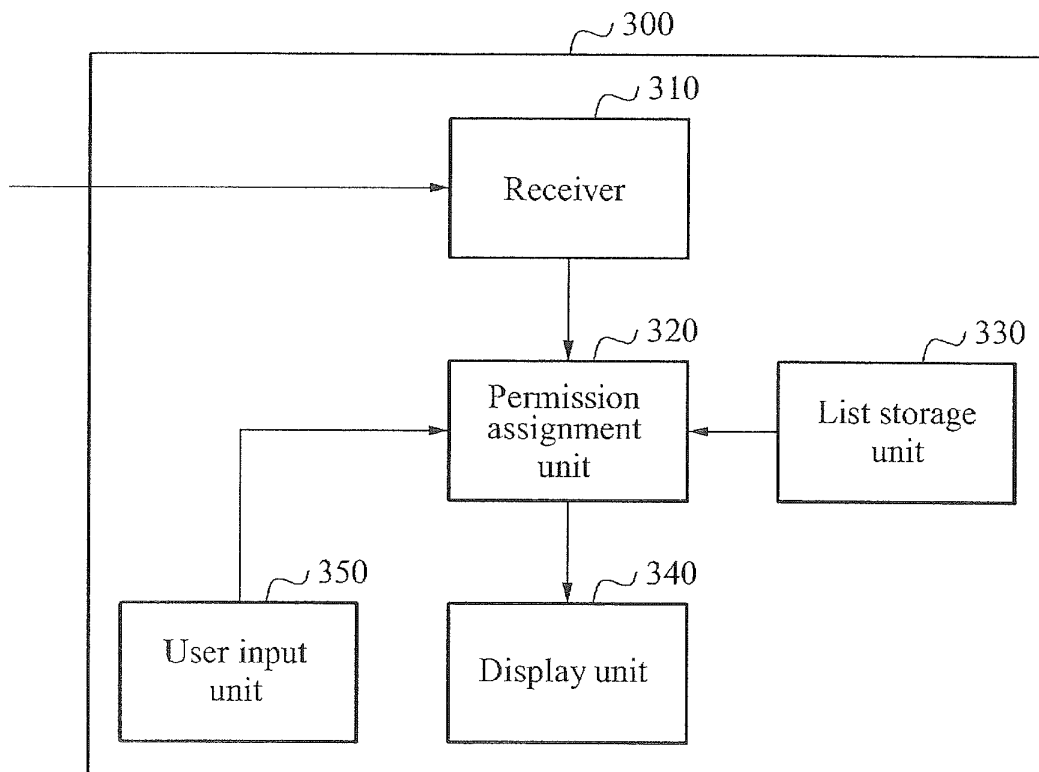 300
310
Receiver
320
330
Permission
assignment
unit
List storage
unit
350
340
User input
unit
Display unit